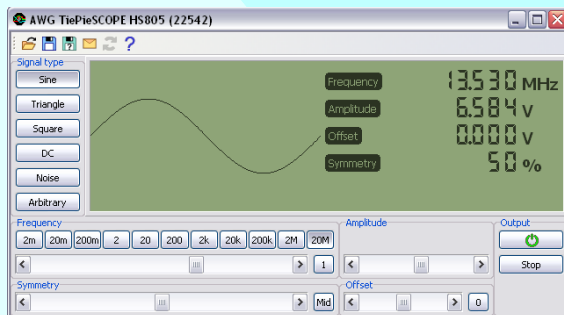 AWG TiePieSCOPE HS805 (22542)
Signal type
Sine
Triangle
Square
DC
Noise
Arbitrary
Frequency 13.530 MHz
Amplitude 6.584 V
Offset 0.000 V
Symmetry 50 %
Frequency
2m 20m 200m 2 20 200 2k 20k 200k 2M 20M
1
Amplitude
Output
Stop
Symmetry
Mid
Offset
0